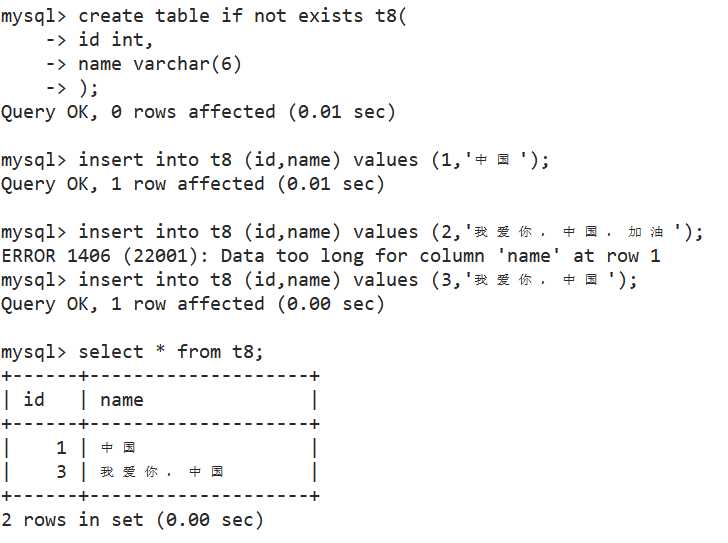 mysql> create table if not exists t8(
    -> id int,
    -> name varchar(6)
    -> );
Query OK, 0 rows affected (0.01 sec)

mysql> insert into t8 (id,name) values (1,'中国');
Query OK, 1 row affected (0.01 sec)

mysql> insert into t8 (id,name) values (2,'我爱你，中国，加油');
ERROR 1406 (22001): Data too long for column 'name' at row 1
mysql> insert into t8 (id,name) values (3,'我爱你，中国');
Query OK, 1 row affected (0.00 sec)

mysql> select * from t8;
+------+--------------------+
| id   | name               |
+------+--------------------+
|    1 | 中国               |
|    3 | 我爱你，中国       |
+------+--------------------+
2 rows in set (0.00 sec)